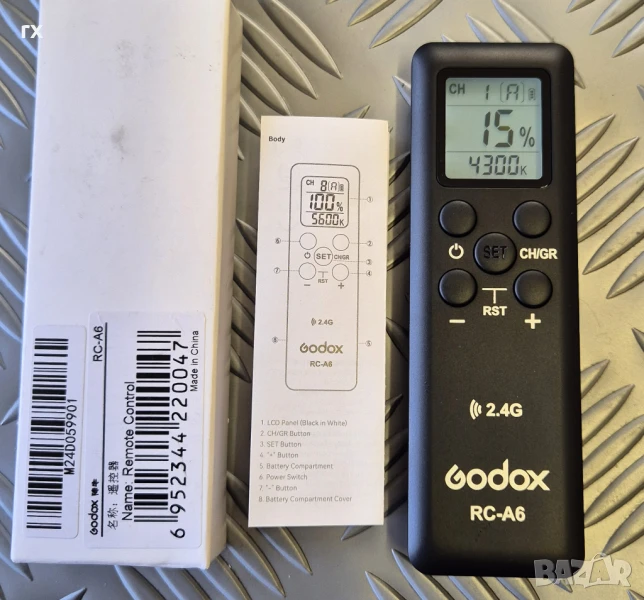 гх
M24D059901
Godox 神牛
RC-A6
名称: 遥控器
Name: Remote Control
6 952344 220047
Made in China
Body
CH 8 A
100%
5600K
SET CH/GR
− RST +
2.4G
Godox
RC-A6
1. LCD Panel (Black in White)
2. CH/GR Button
3. SET Button
4. "+" Button
5. Battery Compartment
6. Power Switch
7. "-" Button
8. Battery Compartment Cover
CH 1 A
15%
4300K
SET CH/GR
− RST +
2.4G
Godox
RC-A6
BAZAR